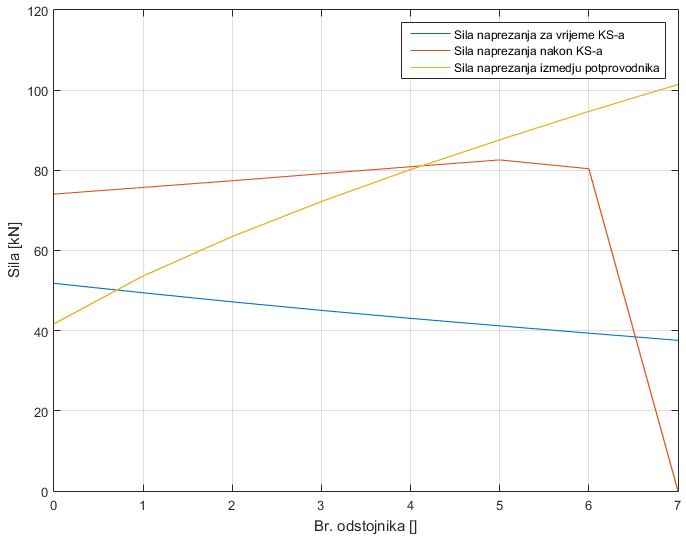 120
100
80
60
40
20
0
Sila [kN]
Sila naprezanja za vrijeme KS-a
Sila naprezanja nakon KS-a
Sila naprezanja izmedju potprovodnika
0 1 2 3 4 5 6 7
Br. odstojnika []